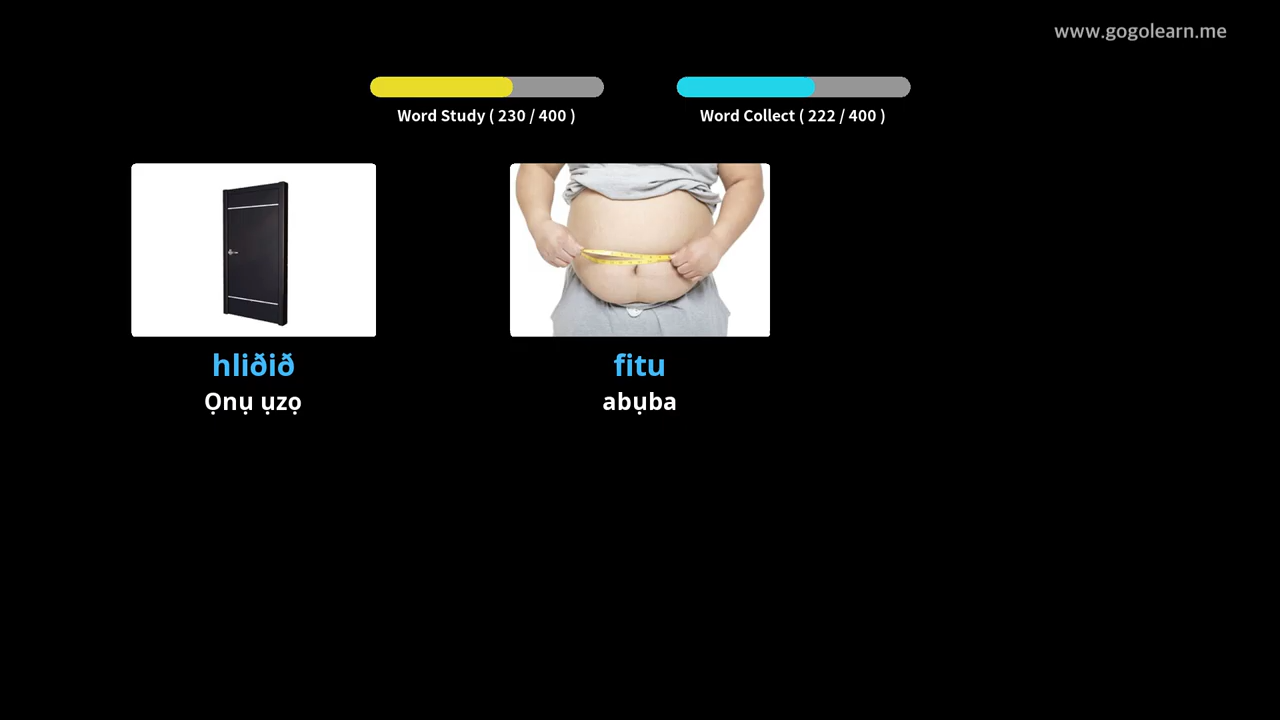 www.gogolearn.me
Word Study ( 230 / 400 )
Word Collect ( 222 / 400 )
hliðið
Ọnụ ụzọ
fitu
abụba